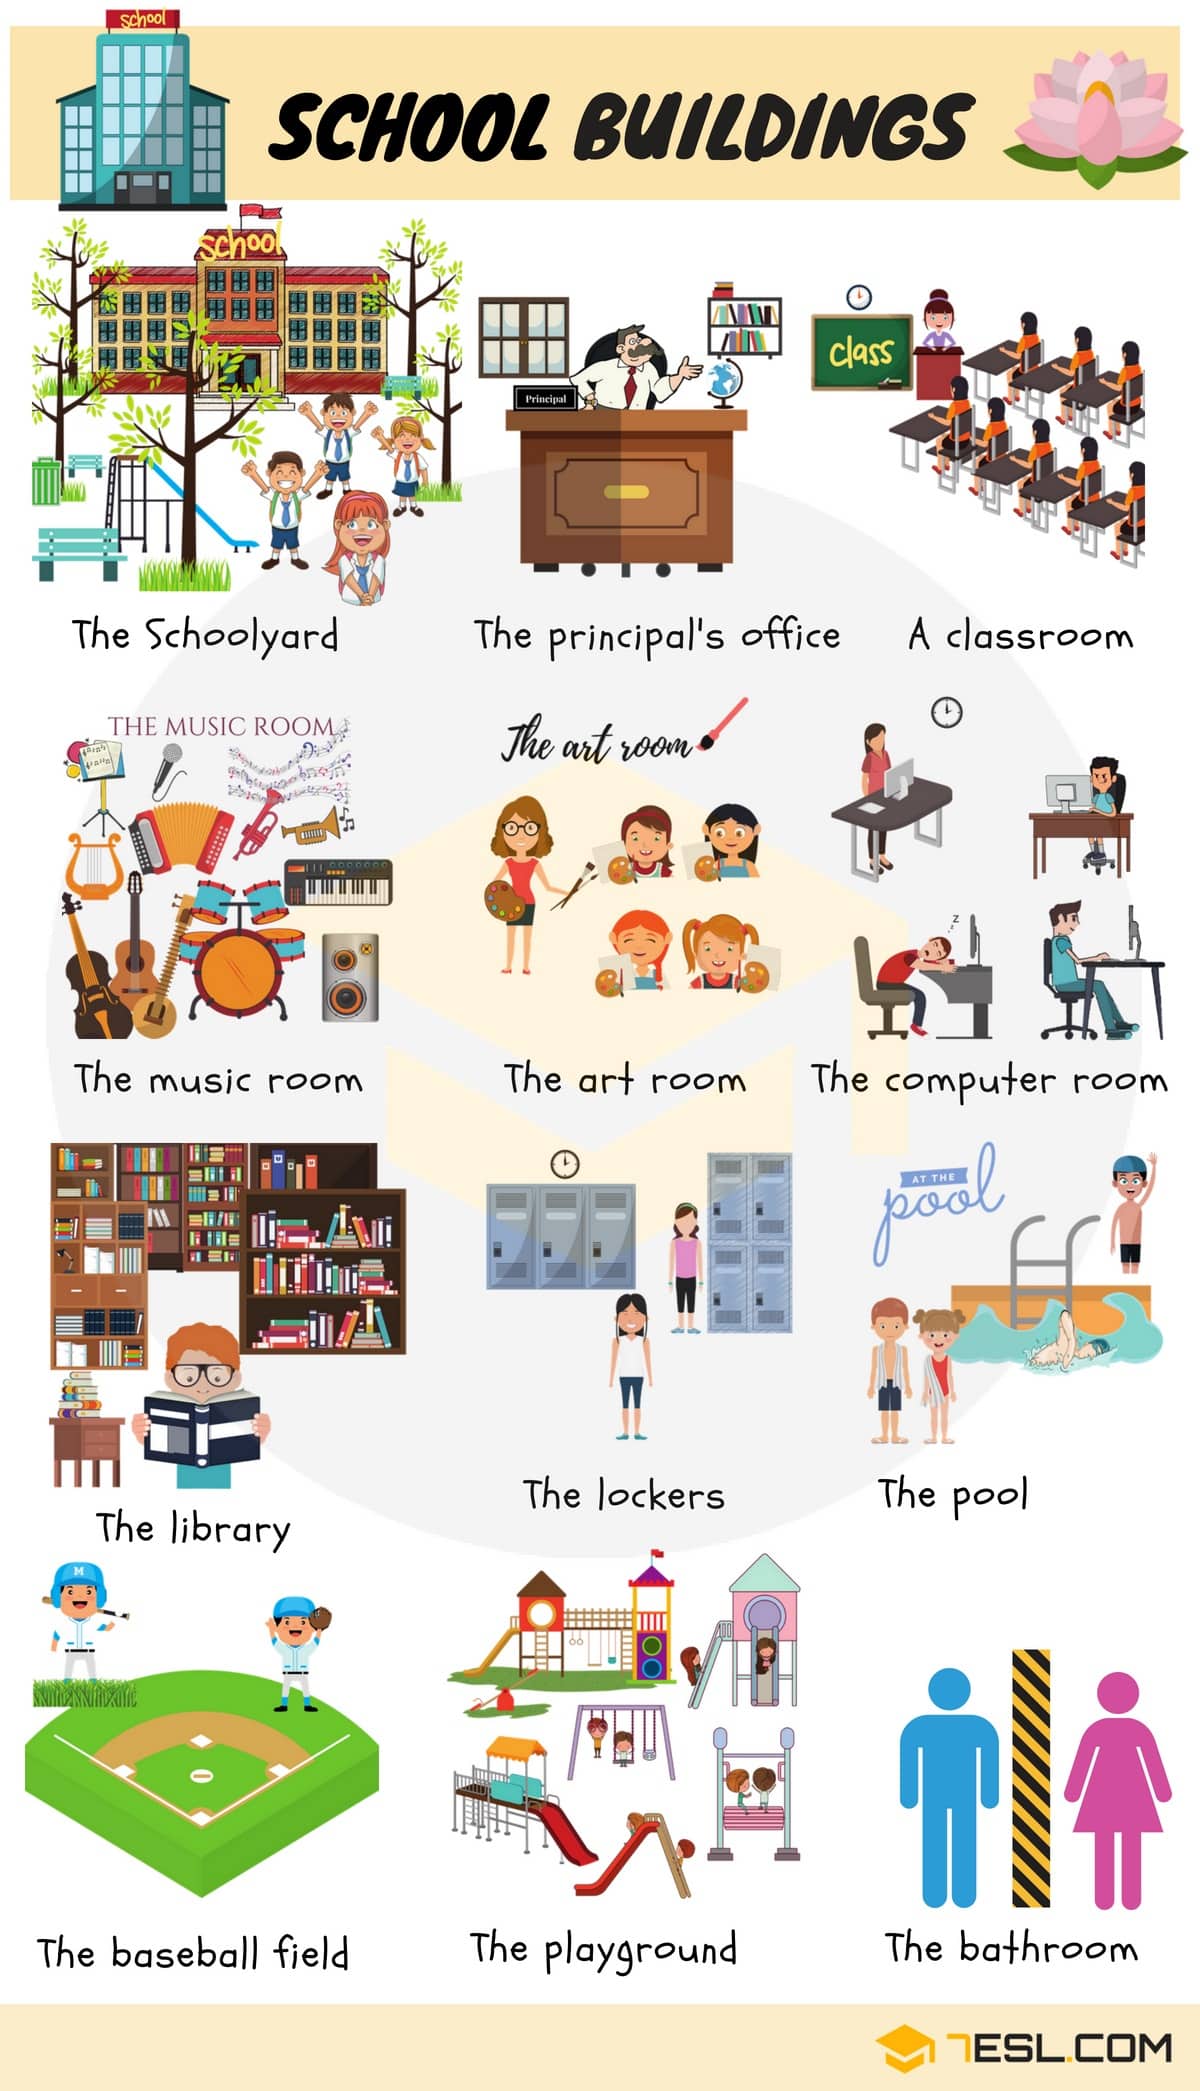 school
SCHOOL BUILDINGS
school
Principal
class
The Schoolyard
The principal's office
A classroom
THE MUSIC ROOM
The art room
z
z
The music room
The art room
The computer room
AT THE
pool
The library
The lockers
The pool
M
The baseball field
The playground
The bathroom
7ESL.COM